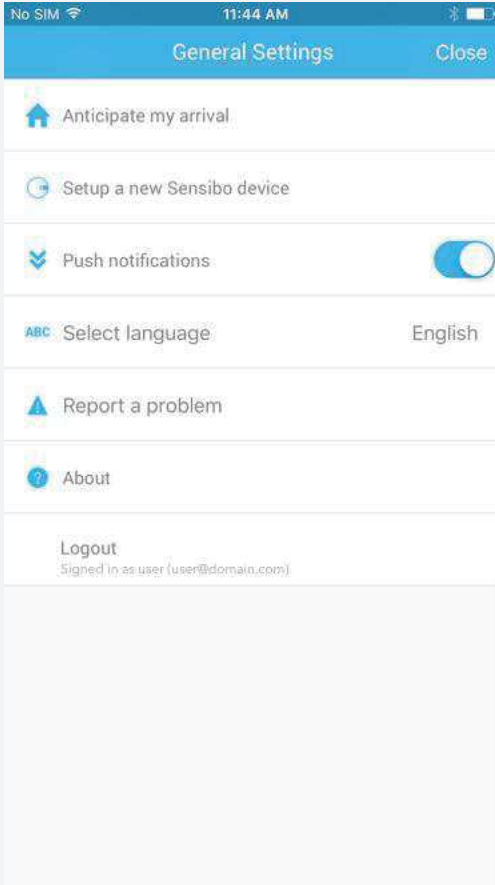 No SIM 11:44 AM
General Settings Close
Anticipate my arrival
Setup a new Sensibo device
Push notifications
ABC Select language English
Report a problem
? About
Logout
Signed in as user (user@domain.com)